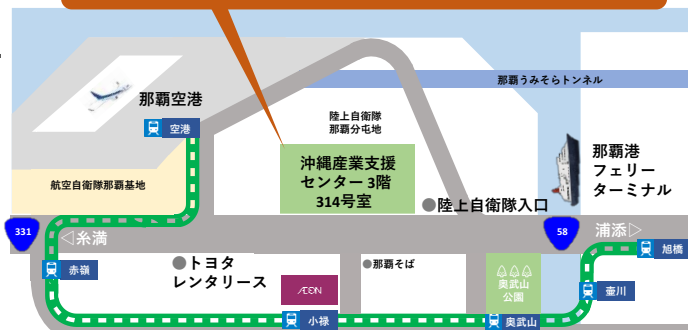 那覇うみそらトンネル
那覇空港
空港
陸上自衛隊
那覇分屯地
航空自衛隊那覇基地
沖縄産業支援
センター 3階
314号室
●陸上自衛隊入口
那覇港
フェリー
ターミナル
331
◁糸満
58
浦添▷
旭橋
赤嶺
●トヨタ
レンタリース
●那覇そば
AEON
奥武山
公園
壷川
小禄
奥武山